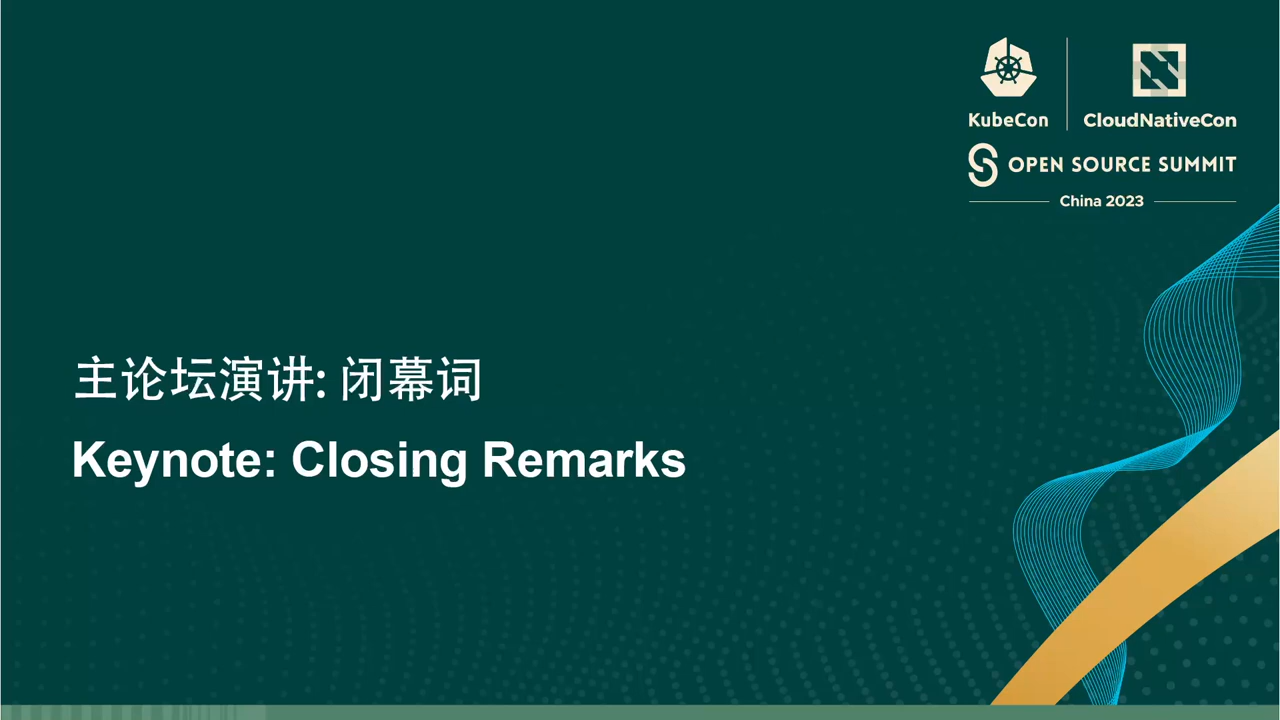 KubeCon
CloudNativeCon
OPEN SOURCE SUMMIT
China 2023
主论坛演讲: 闭幕词
Keynote: Closing Remarks